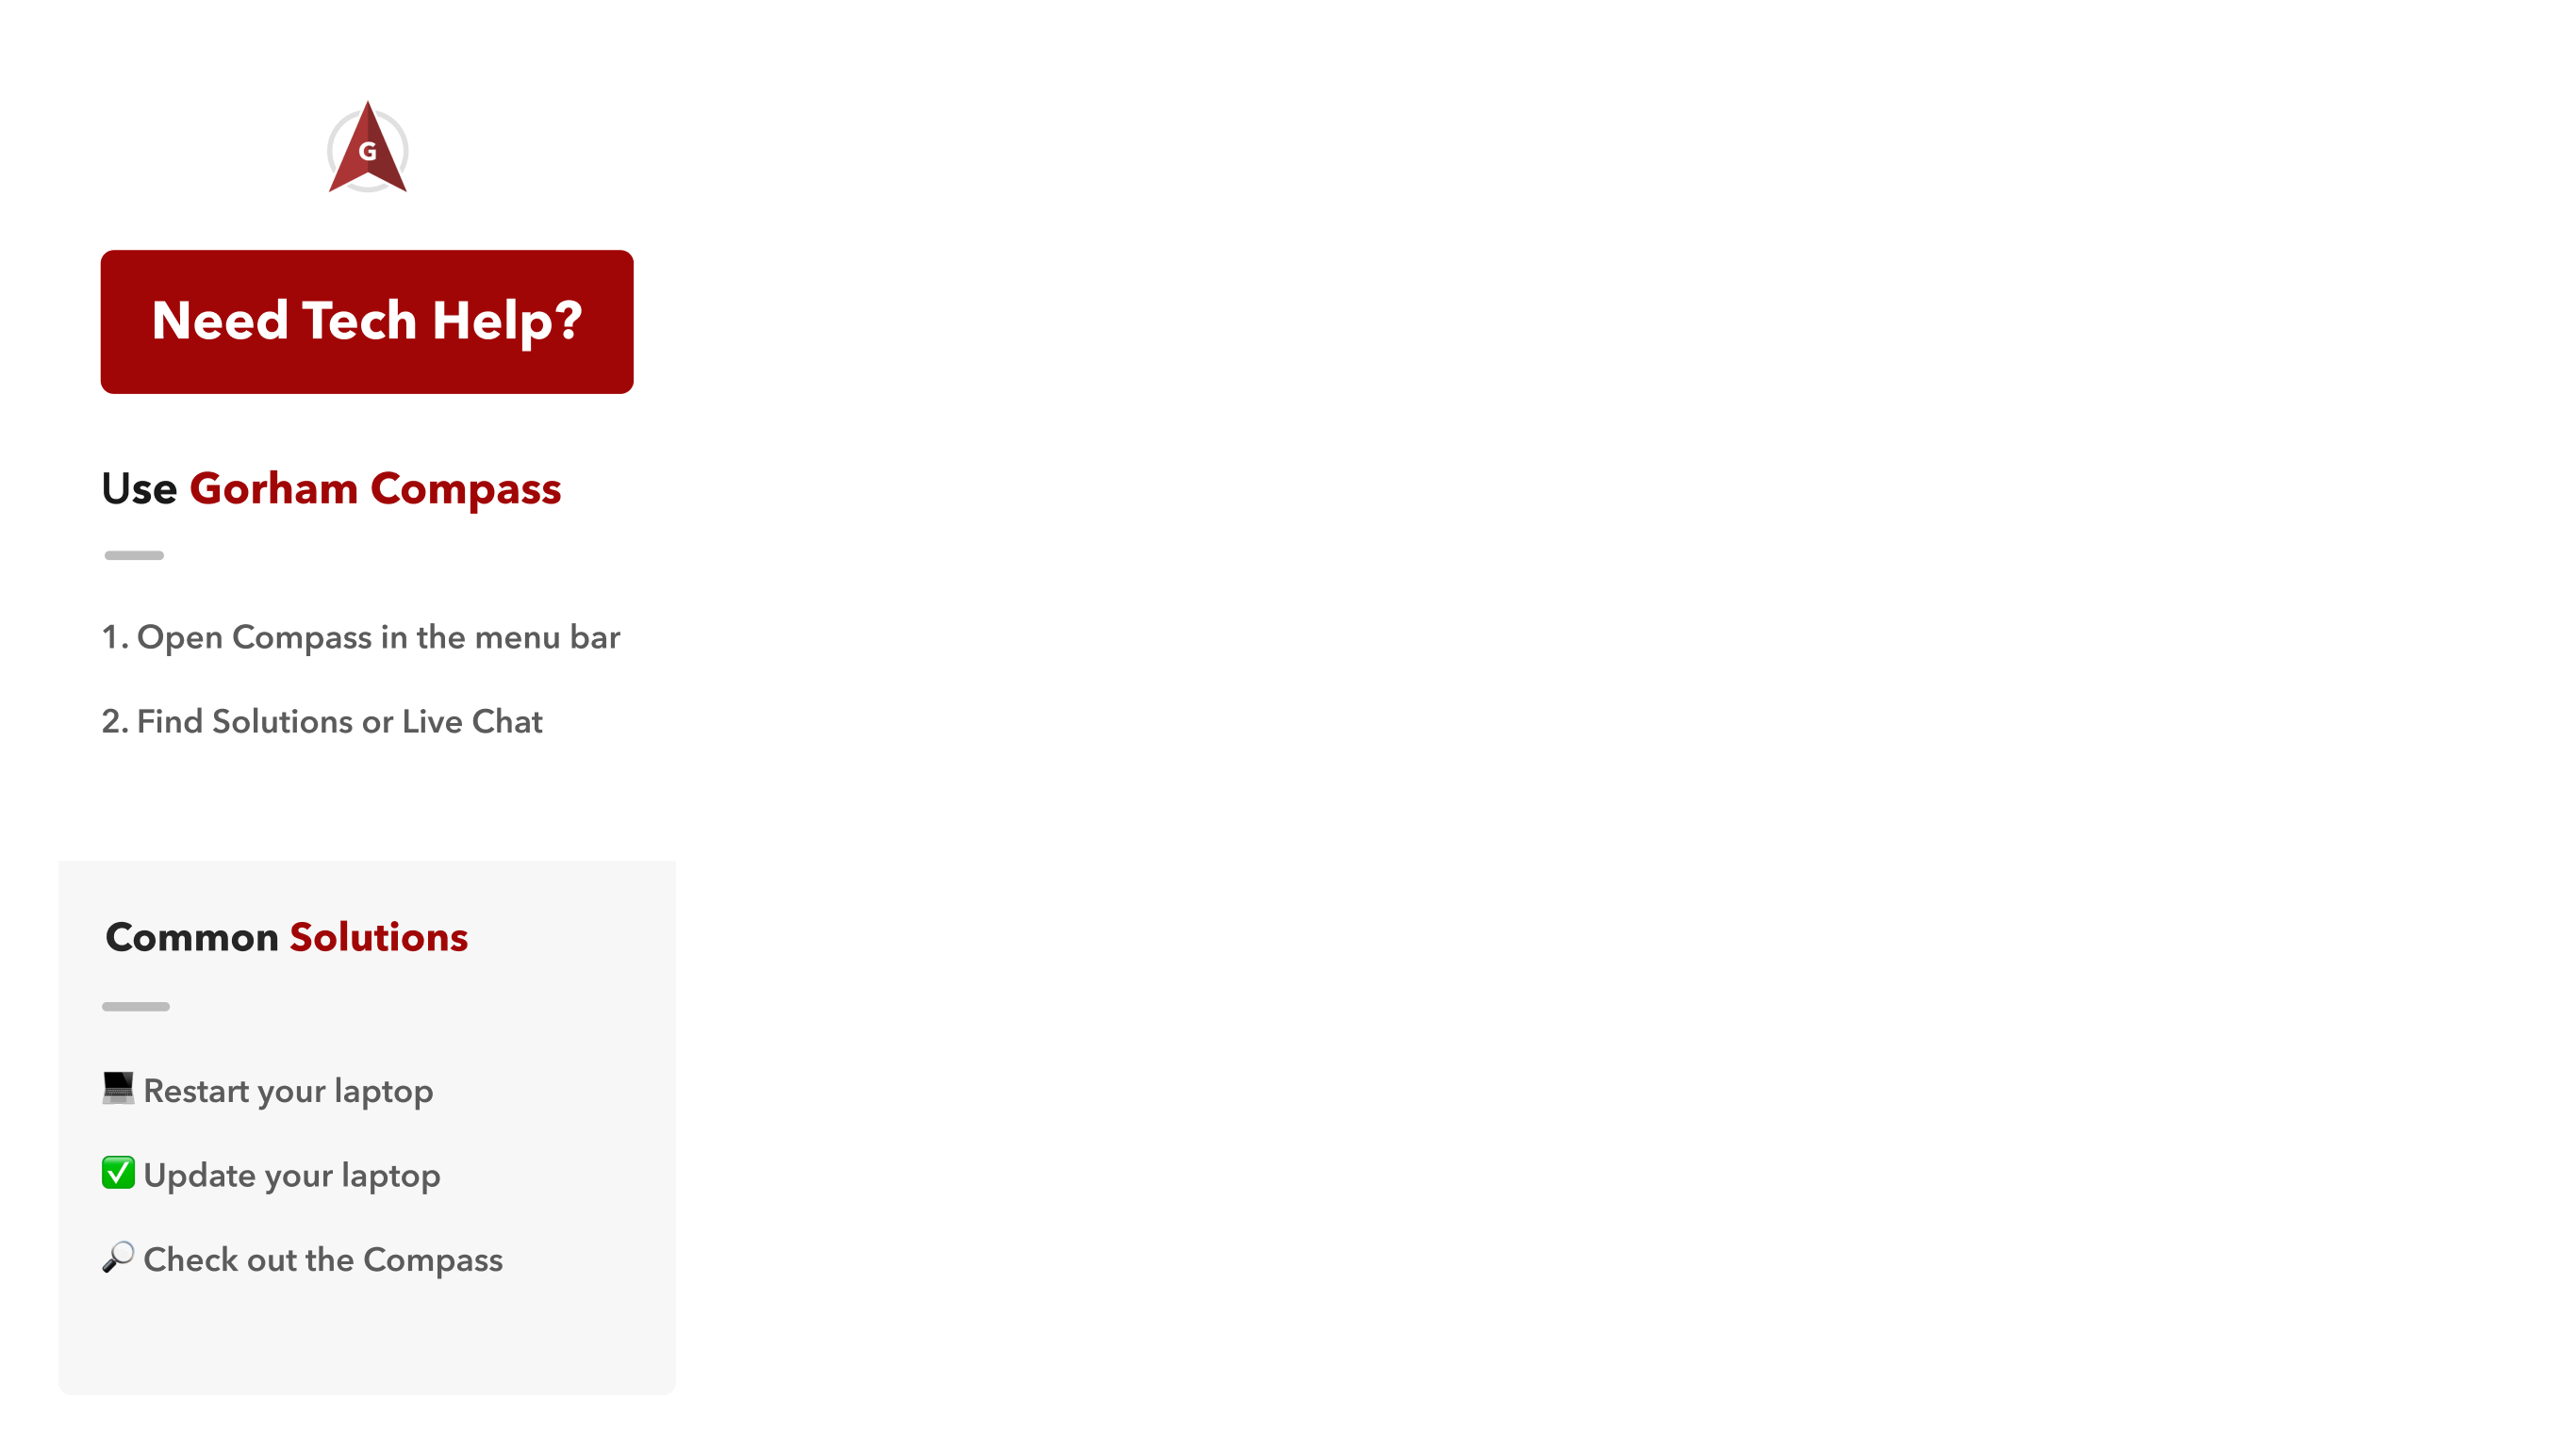 G
Need Tech Help?
Use Gorham Compass
1. Open Compass in the menu bar
2. Find Solutions or Live Chat
Common Solutions
💻 Restart your laptop
✅ Update your laptop
🔎 Check out the Compass